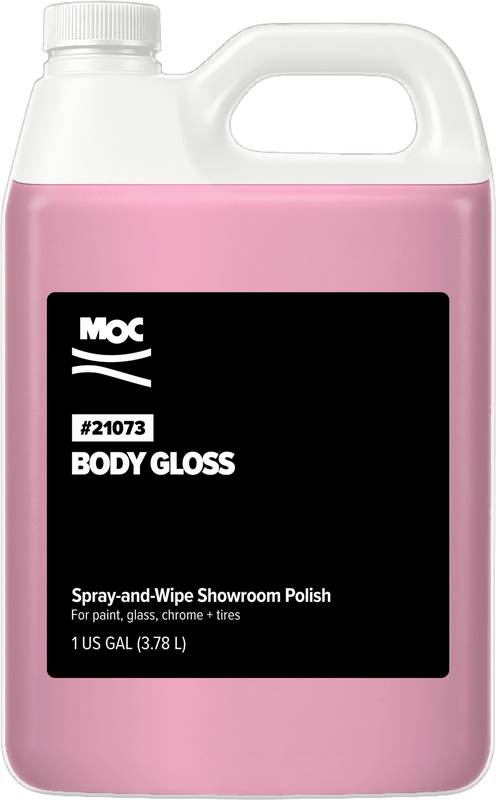 MOC
#21073
BODY GLOSS
Spray-and-Wipe Showroom Polish
For paint, glass, chrome + tires
1 US GAL (3.78 L)